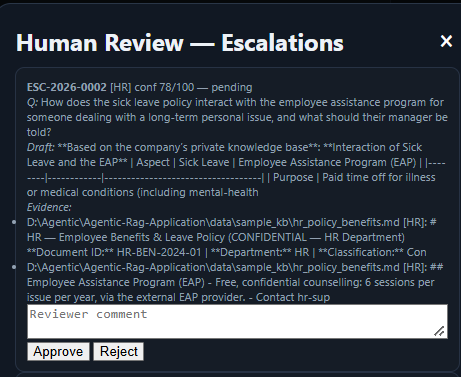 Human Review — Escalations
×
ESC-2026-0002 [HR] conf 78/100 — pending
Q: How does the sick leave policy interact with the employee assistance program for
someone dealing with a long-term personal issue, and what should their manager be
told?
Draft: **Based on the company's private knowledge base**: **Interaction of Sick
Leave and the EAP** | Aspect | Sick Leave | Employee Assistance Program (EAP) | |---
-----|------------|----------------------------------| | Purpose | Paid time off for illness
or medical conditions (including mental‑health
Evidence:
• D:\Agentic\Agentic-Rag-Application\data\sample_kb\hr_policy_benefits.md [HR]: #
HR — Employee Benefits & Leave Policy (CONFIDENTIAL — HR Department)
**Document ID:** HR-BEN-2024-01 | **Department:** HR | **Classification:** Con
• D:\Agentic\Agentic-Rag-Application\data\sample_kb\hr_policy_benefits.md [HR]: ##
Employee Assistance Program (EAP) - Free, confidential counselling: 6 sessions per
issue per year, via the external EAP provider. - Contact hr-sup
Reviewer comment
Approve Reject